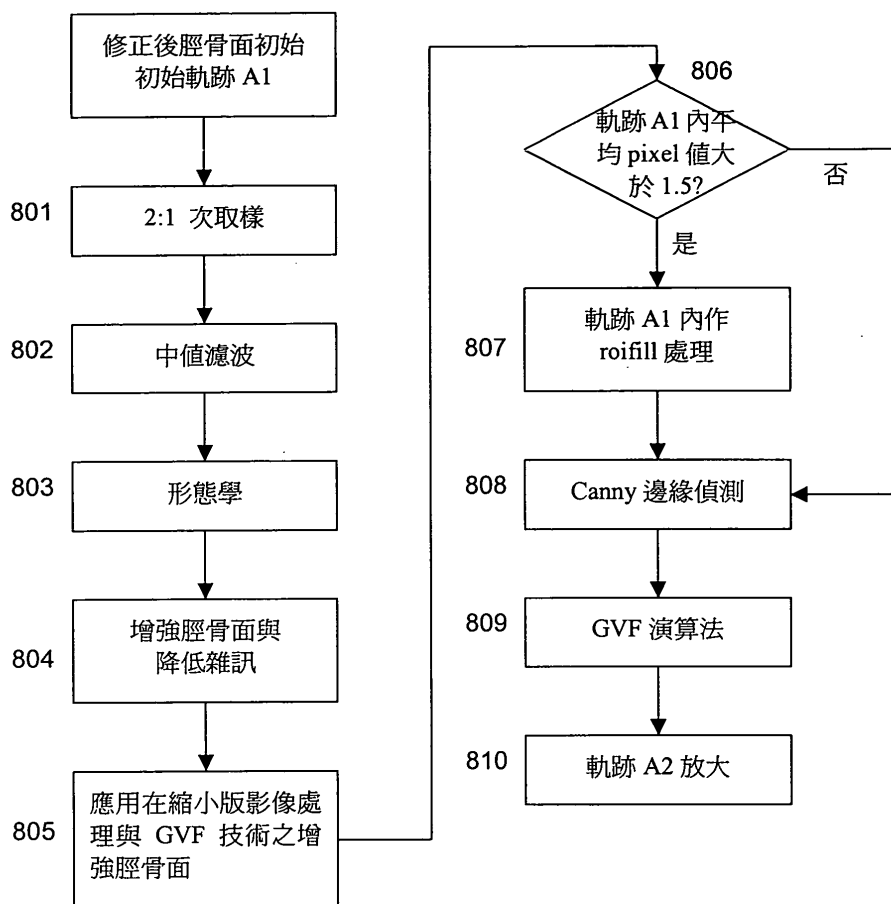 修正後脛骨面初始
初始軌跡 A1
801
2:1 次取樣
802
中值濾波
803
形態學
804
增強脛骨面與
降低雜訊
805
應用在縮小版影像處
理與 GVF 技術之增
強脛骨面
806
軌跡 A1 內平
均 pixel 值大
於 1.5?
否
是
807
軌跡 A1 內作
roifill 處理
808
Canny 邊緣偵測
809
GVF 演算法
810
軌跡 A2 放大